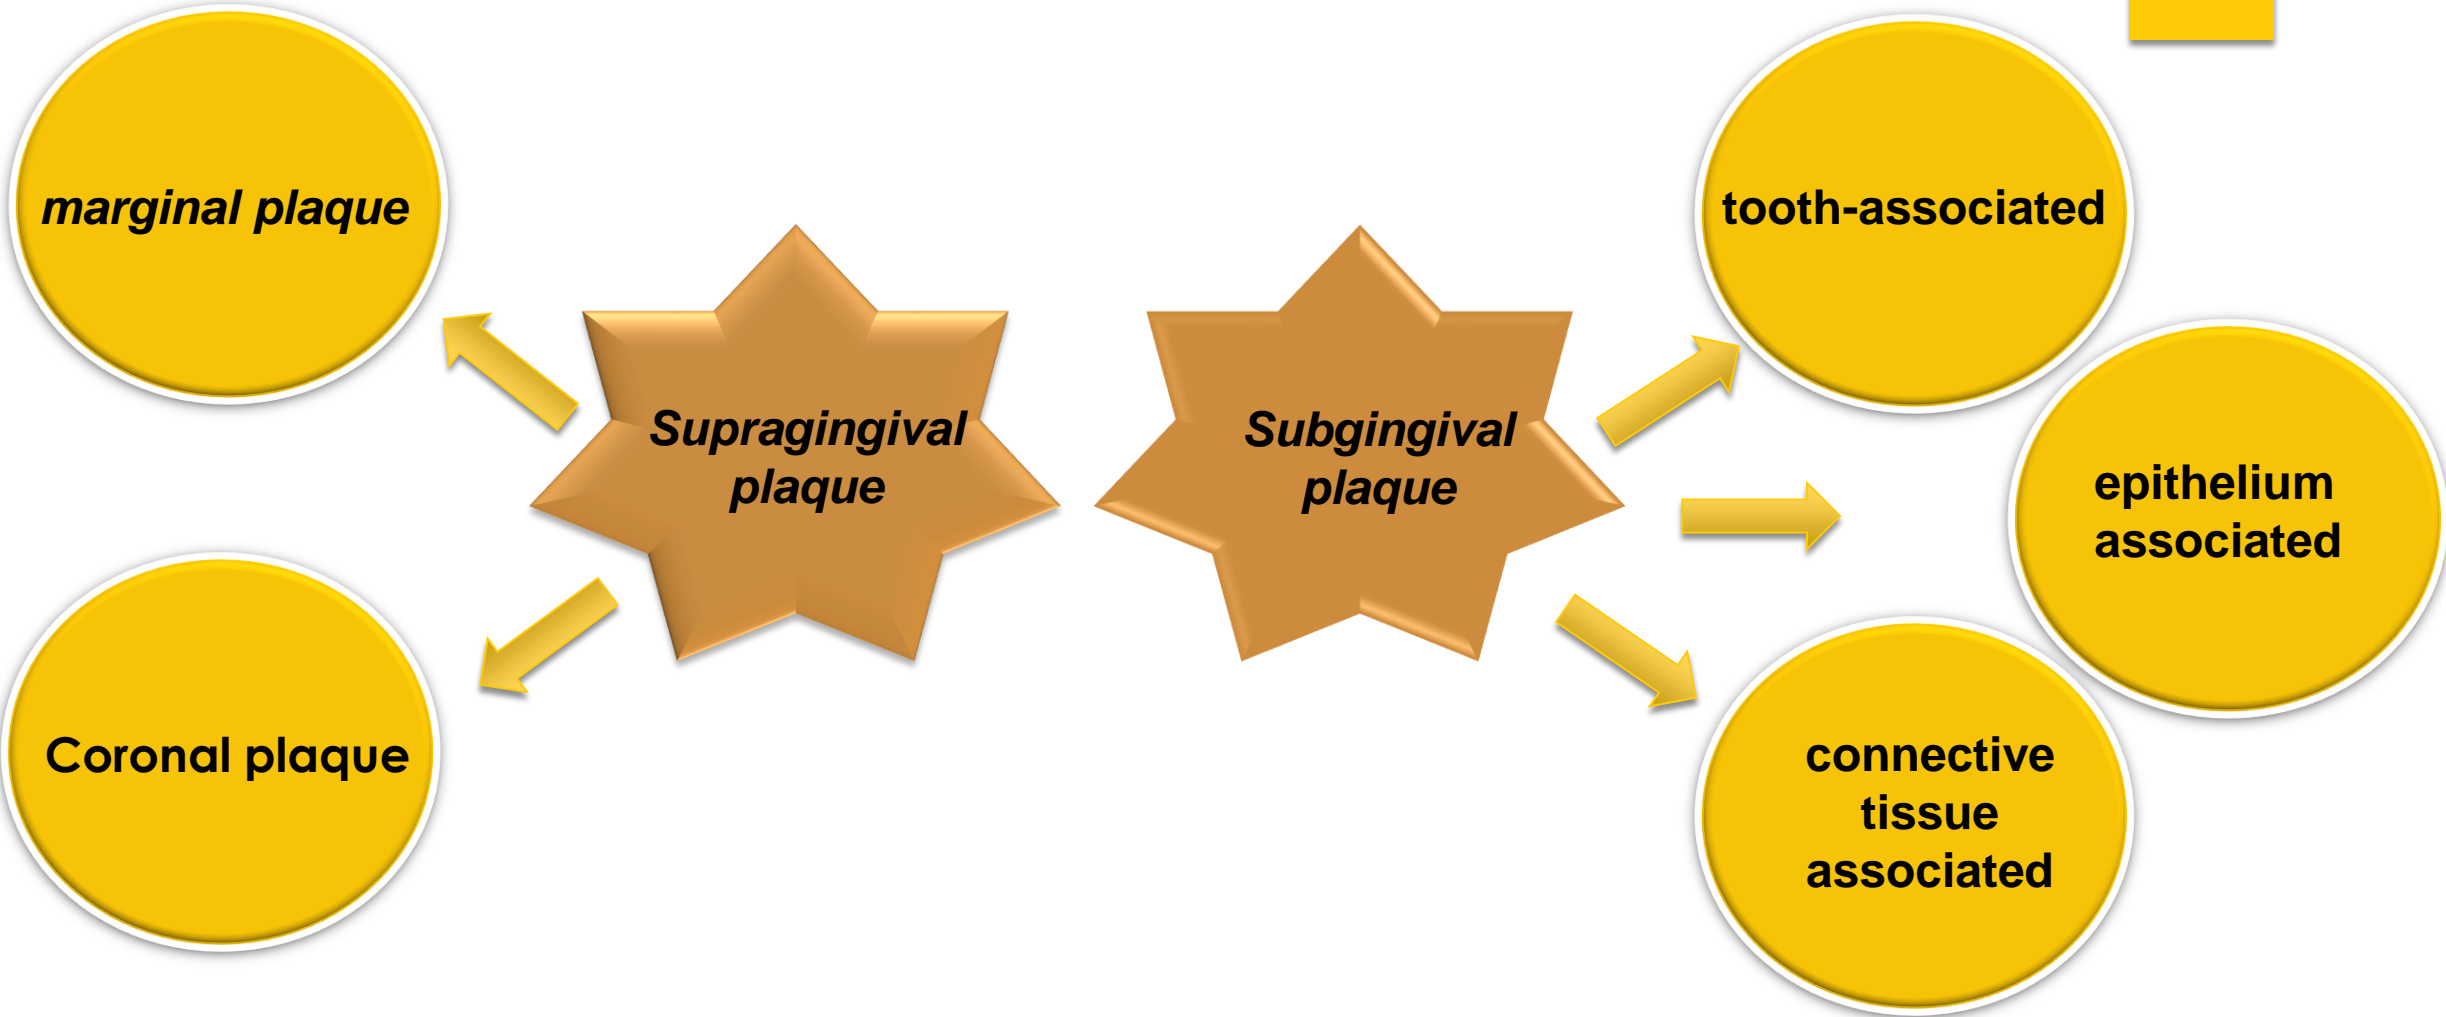 marginal plaque
Coronal plaque
Supragingival
plaque
Subgingival
plaque
tooth-associated
epithelium
associated
connective
tissue
associated